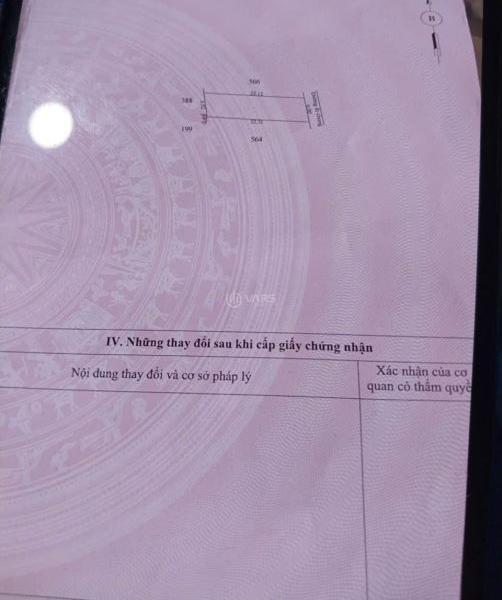 B
566
388
199
564
VARS
IV. Những thay đổi sau khi cấp giấy chứng nhận
Nội dung thay đổi và cơ sở pháp lý
Xác nhận của cơ
quan có thẩm quyề